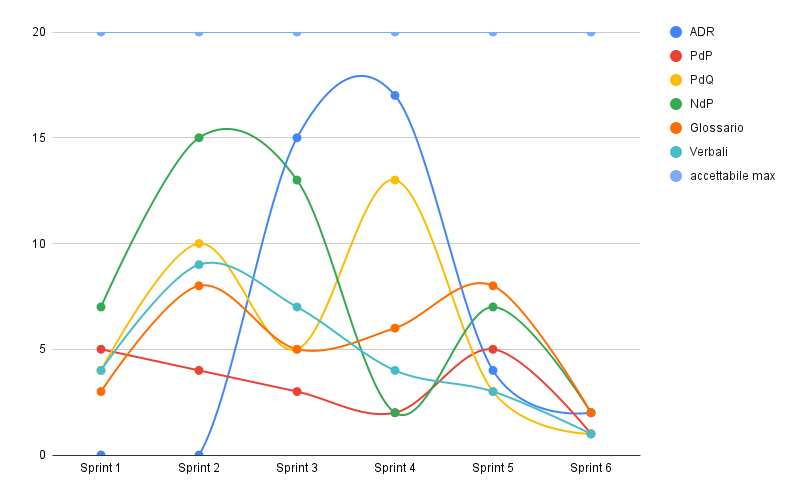 20
15
10
5
0
Sprint 1
Sprint 2
Sprint 3
Sprint 4
Sprint 5
Sprint 6
ADR
PdP
PdQ
NdP
Glossario
Verbali
accettabile max